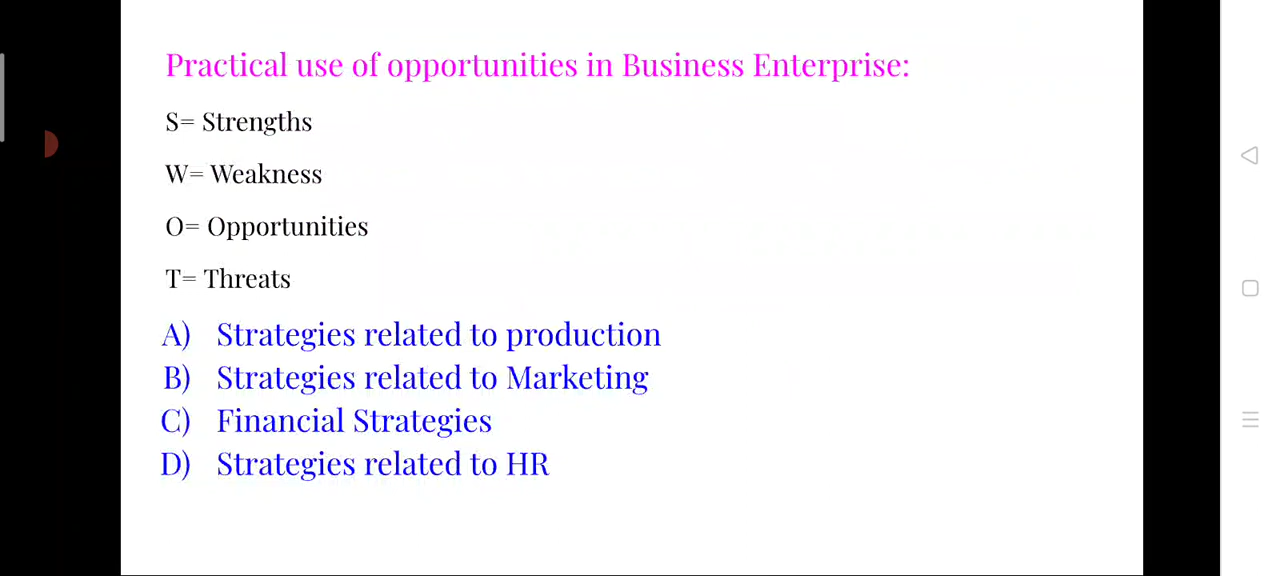 Practical use of opportunities in Business Enterprise:
S= Strengths
W= Weakness
O= Opportunities
T= Threats
A) Strategies related to production
B) Strategies related to Marketing
C) Financial Strategies
D) Strategies related to HR